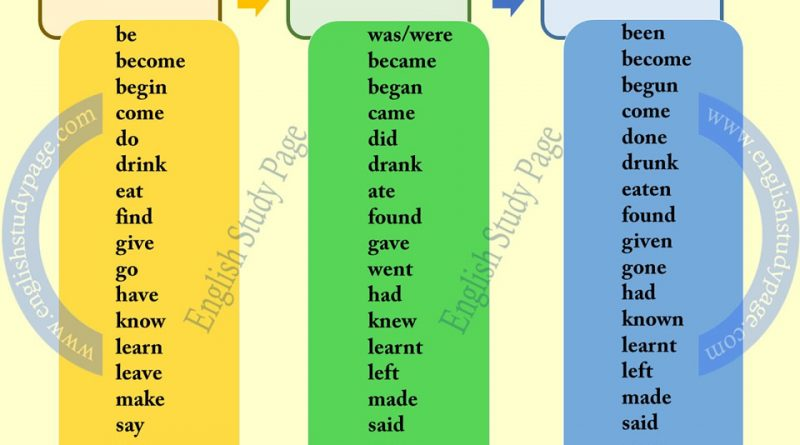 be was/were been
become became become
begin began begun
come came come
do did done
drink drank drunk
eat ate eaten
find found found
give gave given
go went gone
have had had
know knew known
learn learnt learnt
leave left left
make made made
say said said
www.englishstudypage.com
English Study Page
English Study Page
www.englishstudypage.com